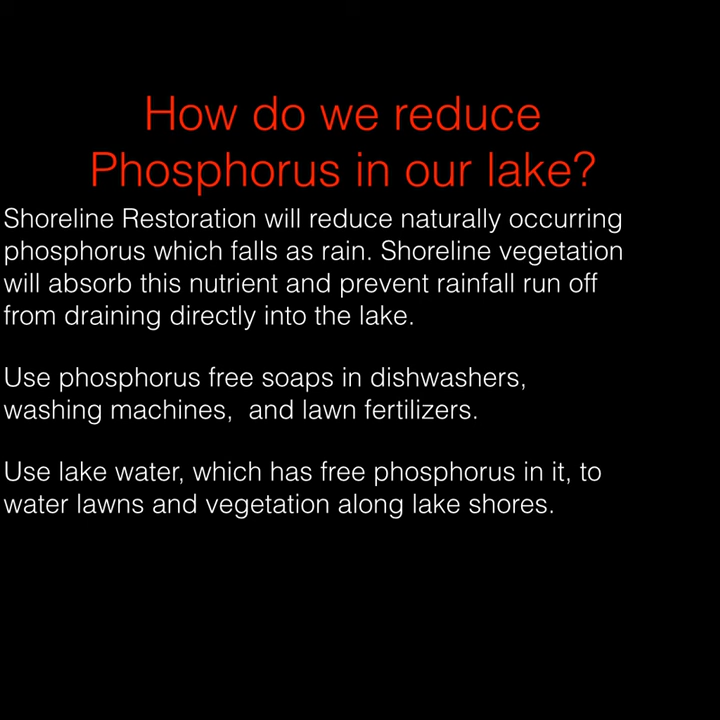 How do we reduce
Phosphorus in our lake?
Shoreline Restoration will reduce naturally occurring
phosphorus which falls as rain. Shoreline vegetation
will absorb this nutrient and prevent rainfall run off
from draining directly into the lake.
Use phosphorus free soaps in dishwashers,
washing machines,  and lawn fertilizers.
Use lake water, which has free phosphorus in it, to
water lawns and vegetation along lake shores.